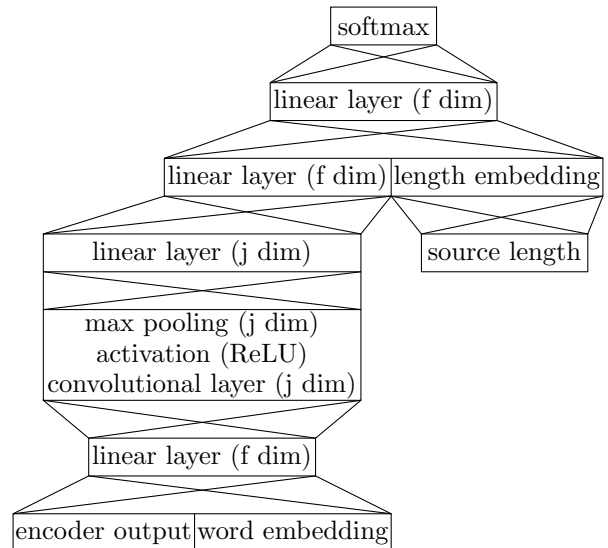 softmax
linear layer (f dim)
linear layer (f dim) length embedding
linear layer (j dim) source length
max pooling (j dim)
activation (ReLU)
convolutional layer (j dim)
linear layer (f dim)
encoder output word embedding